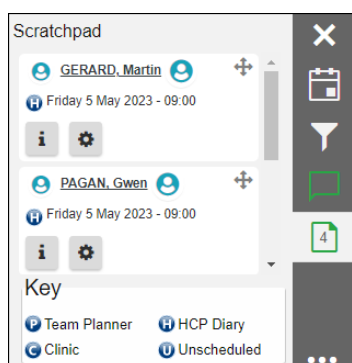 Scratchpad
GERARD, Martin
H Friday 5 May 2023 - 09:00
i
PAGAN, Gwen
H Friday 5 May 2023 - 09:00
i
4
Key
P Team Planner H HCP Diary
C Clinic U Unscheduled